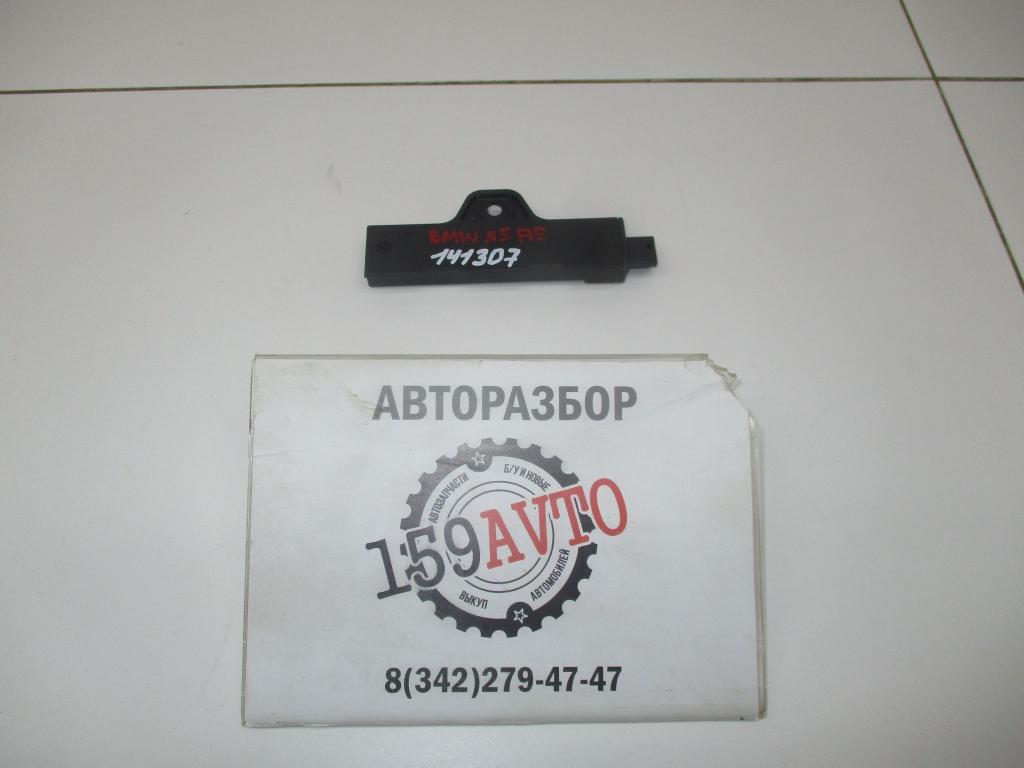 BMW X5 F15
141307
АВТОРАЗБОР
АВТОЗАПЧАСТИ
Б/У И НОВЫЕ
159AVTO
ВЫКУП
АВТОМОБИЛЕЙ
8(342)279-47-47